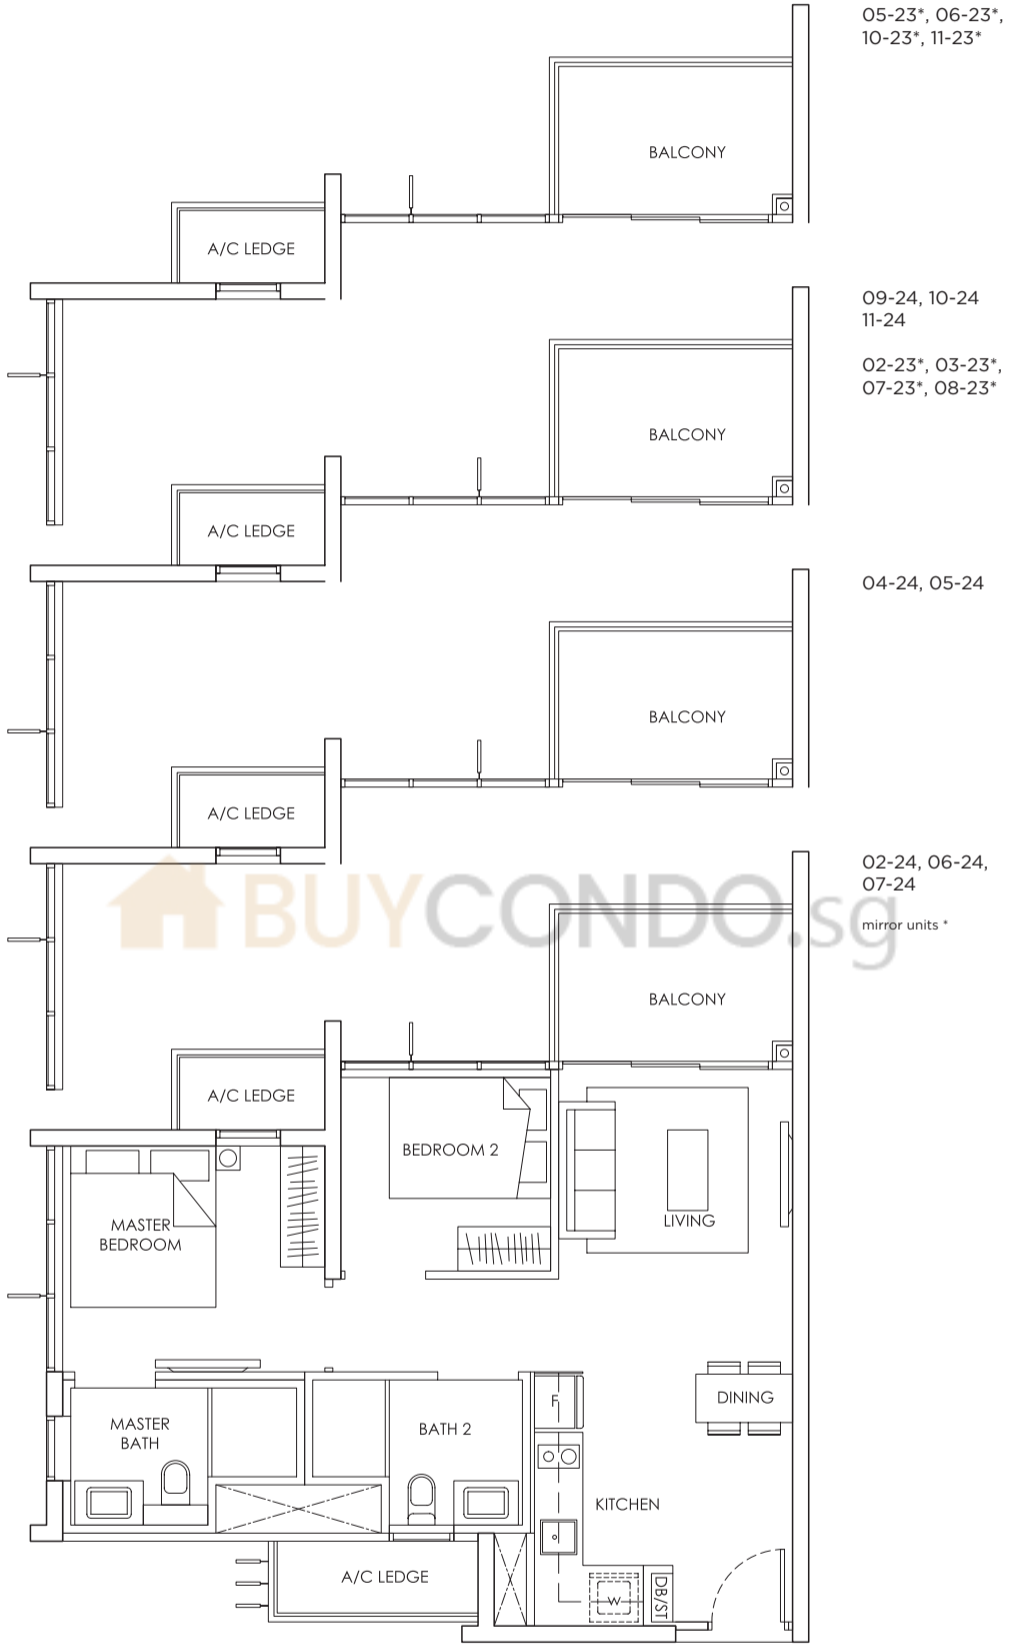 05-23*, 06-23*,
10-23*, 11-23*
BALCONY
A/C LEDGE
09-24, 10-24
11-24
02-23*, 03-23*,
07-23*, 08-23*
BALCONY
A/C LEDGE
04-24, 05-24
BALCONY
A/C LEDGE
02-24, 06-24,
07-24
mirror units *
BUYCONDO.sg
BALCONY
A/C LEDGE
BEDROOM 2
MASTER
BEDROOM
LIVING
DINING
F
MASTER
BATH
BATH 2
KITCHEN
A/C LEDGE
W
DB/ST